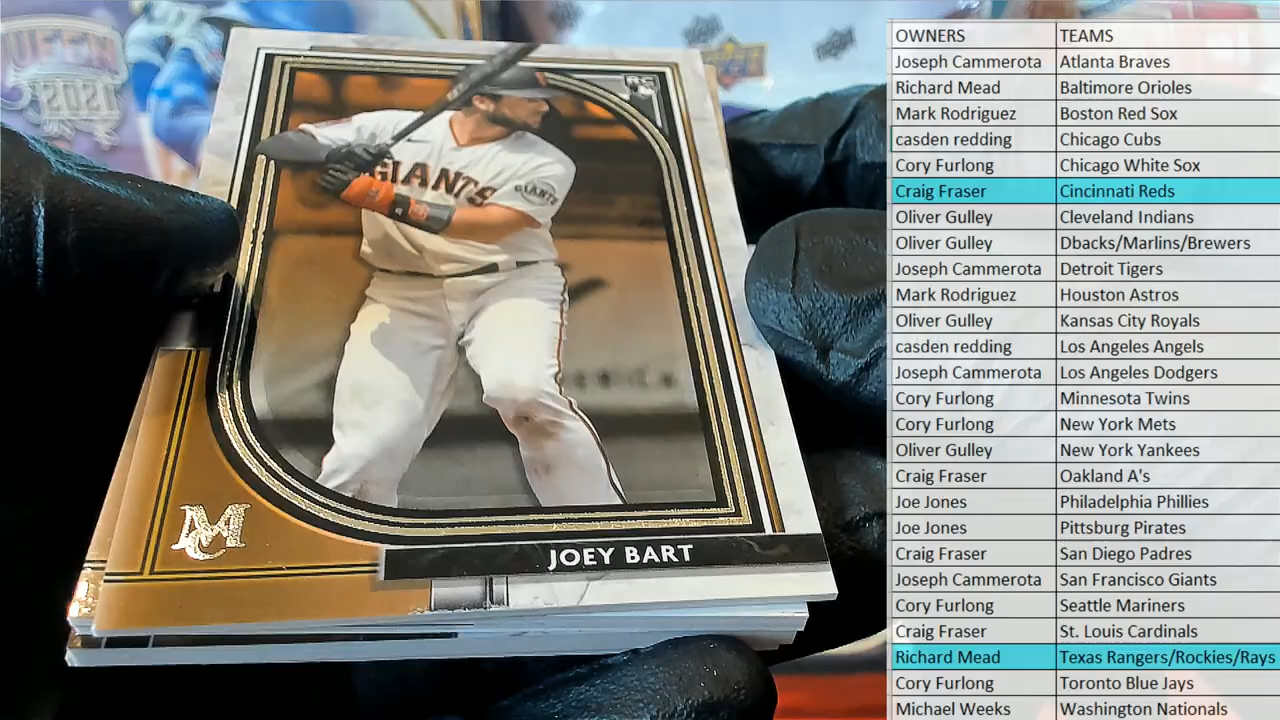 2021
RC
GIANTS
GIANTS
MC
JOEY BART
OWNERS TEAMS
Joseph Cammerota Atlanta Braves
Richard Mead Baltimore Orioles
Mark Rodriguez Boston Red Sox
casden redding Chicago Cubs
Cory Furlong Chicago White Sox
Craig Fraser Cincinnati Reds
Oliver Gulley Cleveland Indians
Oliver Gulley Dbacks/Marlins/Brewers
Joseph Cammerota Detroit Tigers
Mark Rodriguez Houston Astros
Oliver Gulley Kansas City Royals
casden redding Los Angeles Angels
Joseph Cammerota Los Angeles Dodgers
Cory Furlong Minnesota Twins
Cory Furlong New York Mets
Oliver Gulley New York Yankees
Craig Fraser Oakland A's
Joe Jones Philadelphia Phillies
Joe Jones Pittsburg Pirates
Craig Fraser San Diego Padres
Joseph Cammerota San Francisco Giants
Cory Furlong Seattle Mariners
Craig Fraser St. Louis Cardinals
Richard Mead Texas Rangers/Rockies/Rays
Cory Furlong Toronto Blue Jays
Michael Weeks Washington Nationals